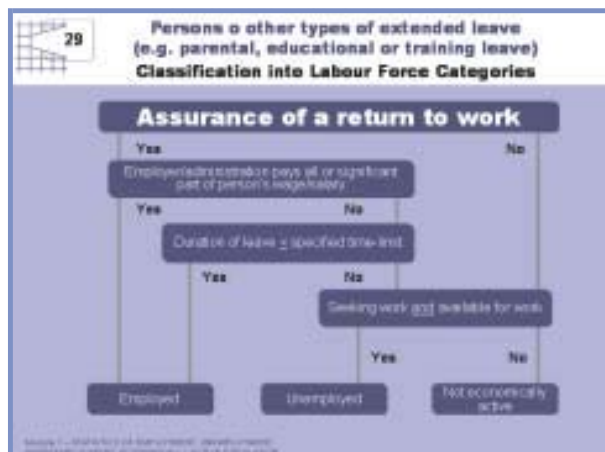 29
Persons o other types of extended leave
(e.g. parental, educational or training leave)
Classification into Labour Force Categories
Assurance of a return to work
Yes
No
Employer/administration pays all or significant
part of person's wage/salary
Yes
No
Duration of leave ≤ specified time-limit
Yes
No
Seeking work and available for work
Yes
No
Employed
Unemployed
Not economically
active